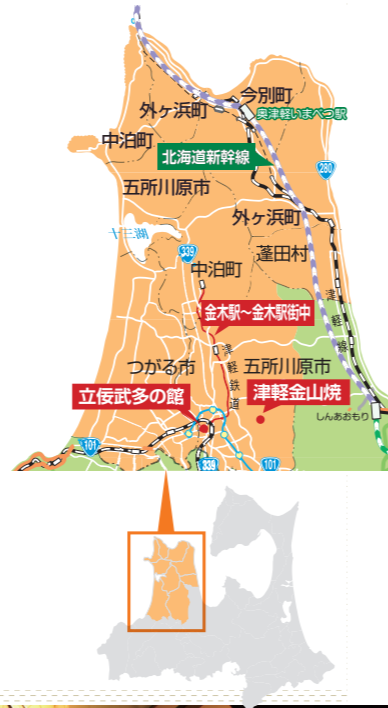 今別町
奥津軽いまべつ駅
外ヶ浜町
中泊町
北海道新幹線
280
五所川原市
外ヶ浜町
十三湖
339
蓬田村
中泊町
津軽線
金木駅～金木駅街中
津軽鉄道
つがる市
五所川原市
立佞武多の館
津軽金山焼
しんあおもり
101
339
101